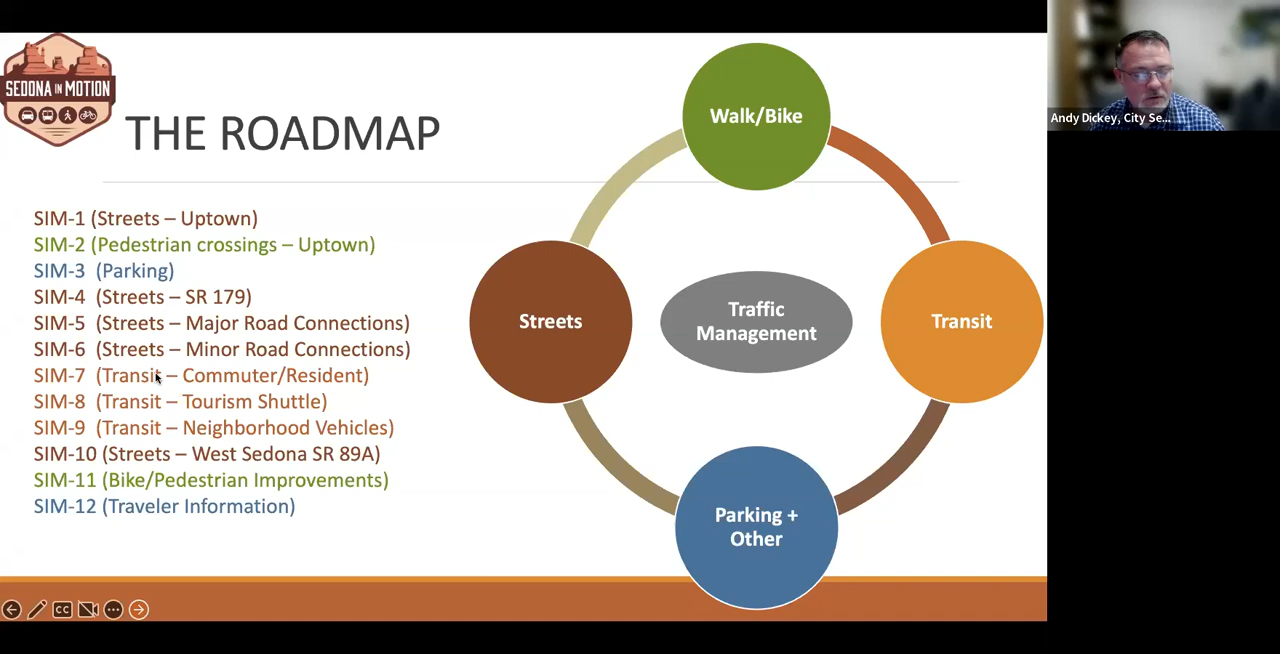 SEDONA IN MOTION
THE ROADMAP
SIM-1 (Streets – Uptown)
SIM-2 (Pedestrian crossings – Uptown)
SIM-3 (Parking)
SIM-4 (Streets – SR 179)
SIM-5 (Streets – Major Road Connections)
SIM-6 (Streets – Minor Road Connections)
SIM-7 (Transit – Commuter/Resident)
SIM-8 (Transit – Tourism Shuttle)
SIM-9 (Transit – Neighborhood Vehicles)
SIM-10 (Streets – West Sedona SR 89A)
SIM-11 (Bike/Pedestrian Improvements)
SIM-12 (Traveler Information)
Walk/Bike
Streets
Traffic
Management
Transit
Parking +
Other
Andy Dickey, City Se...
CC